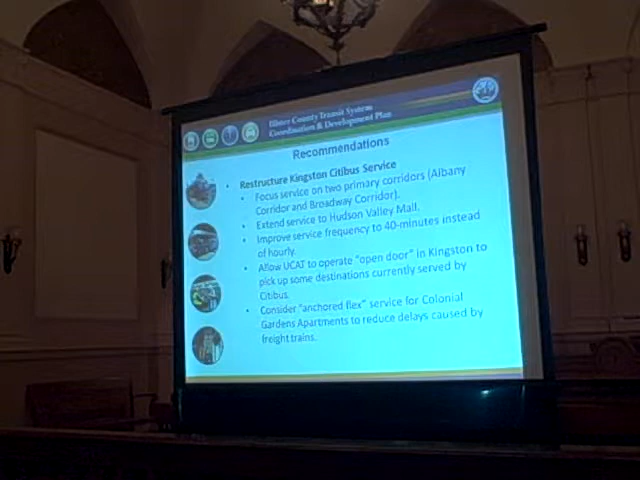 Ulster County Transit System
Coordination & Development Plan
Recommendations
• Restructure Kingston Citibus Service
• Focus service on two primary corridors (Albany
Corridor and Broadway Corridor).
• Extend service to Hudson Valley Mall.
• Improve service frequency to 40-minutes instead
of hourly.
• Allow UCAT to operate "open door" in Kingston to
pick up some destinations currently served by
Citibus.
• Consider "anchored flex" service for Colonial
Gardens Apartments to reduce delays caused by
freight trains.